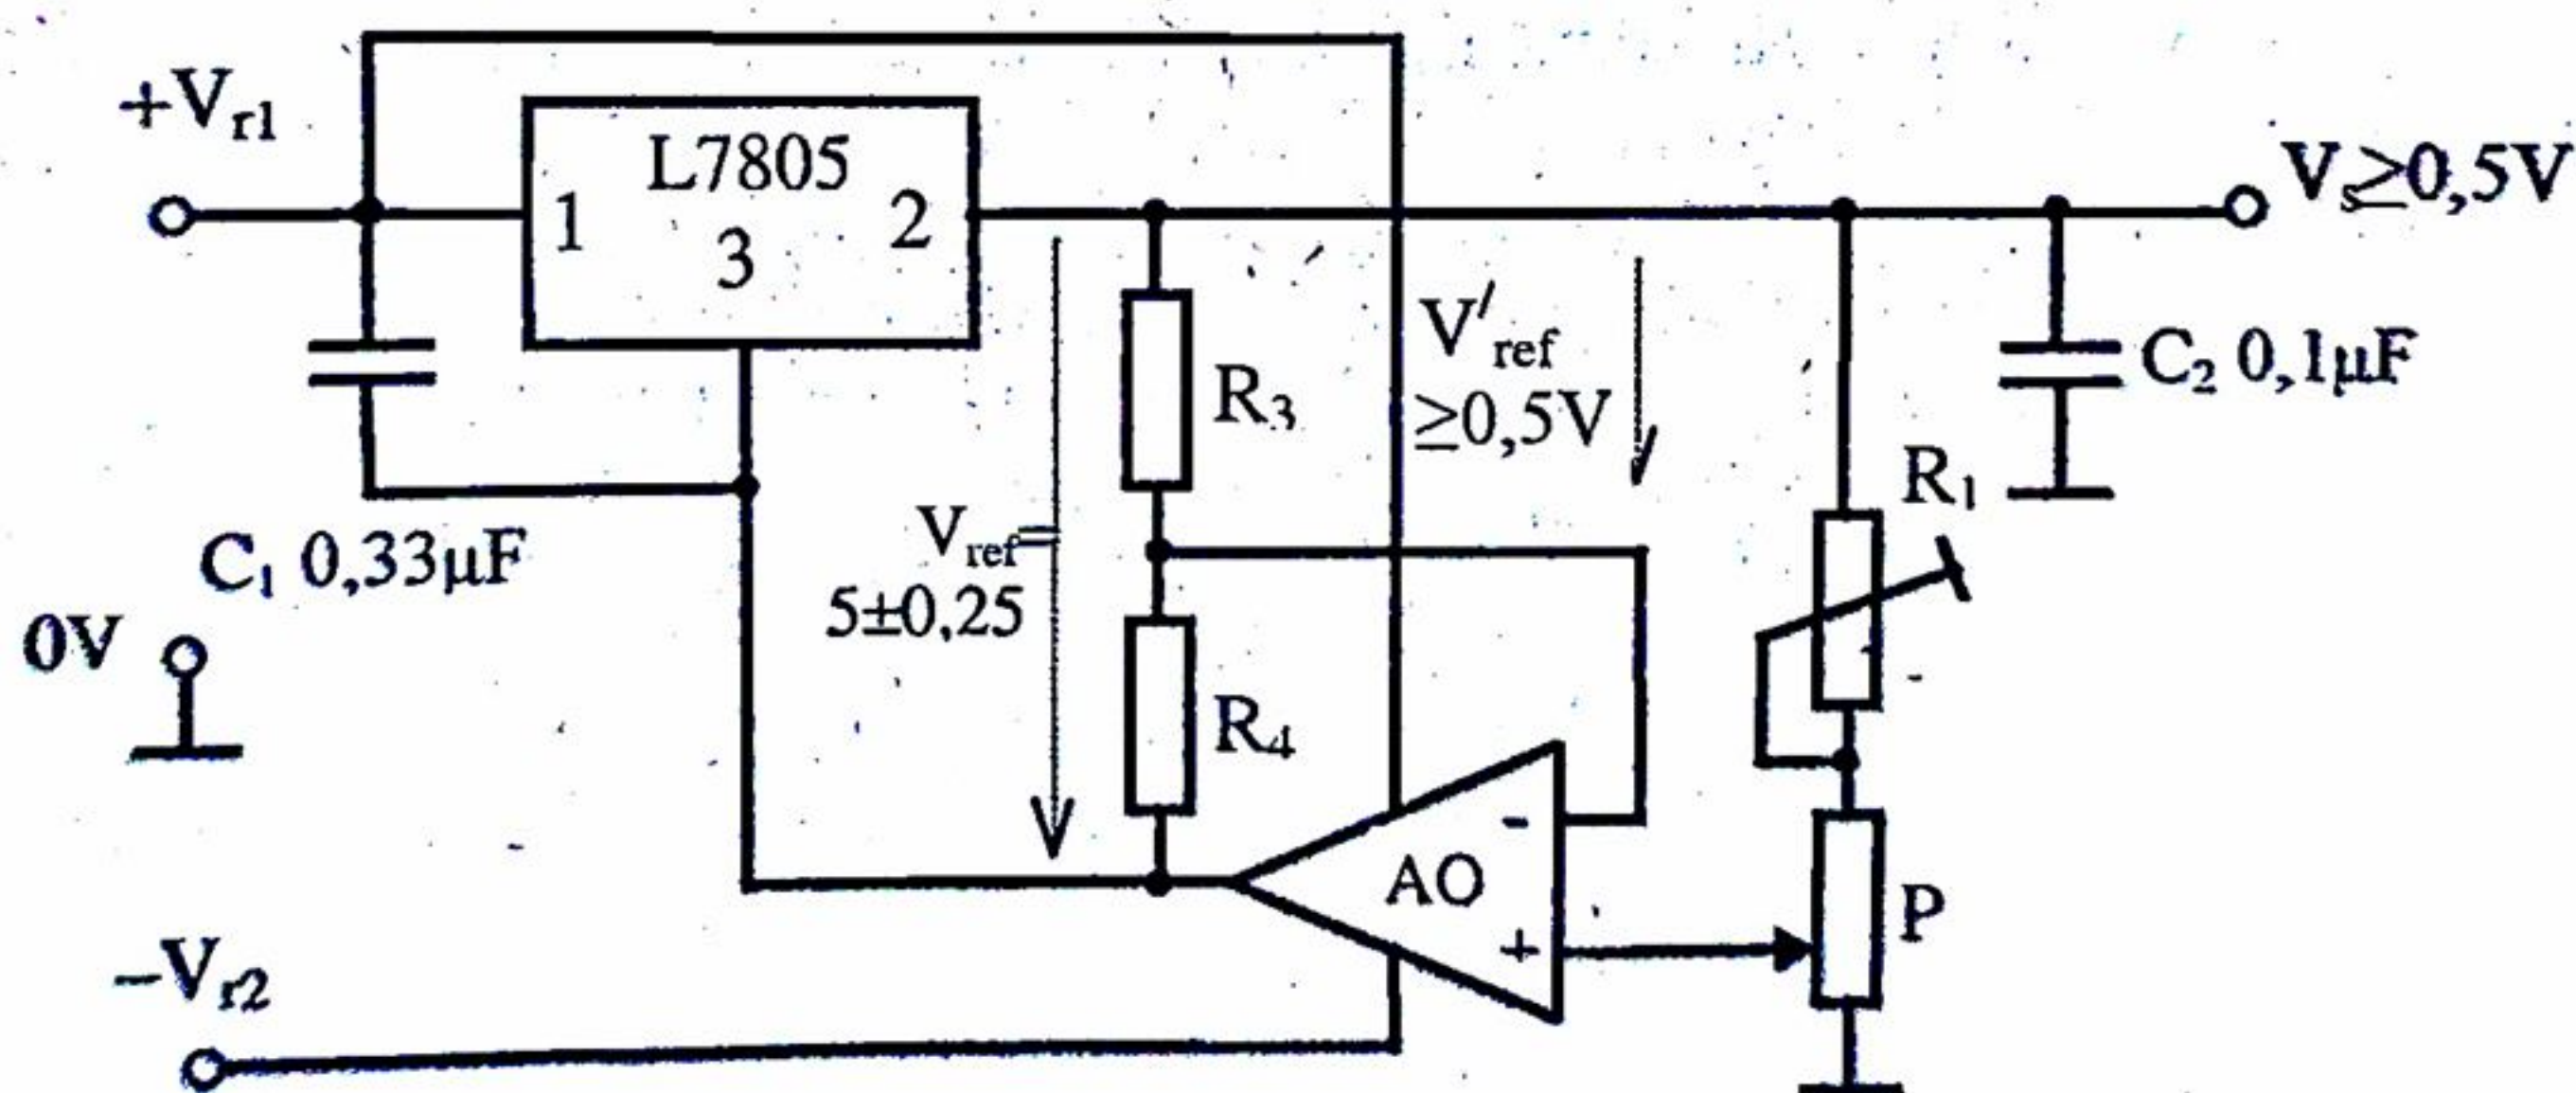 +Vr1
L7805
1
2
3
Vs≥0,5V
V′ref
≥0,5V
R3
C2 0,1µF
R1
Vref=
5±0,25
C1 0,33µF
0V
R4
-
AO
+
P
–Vr2